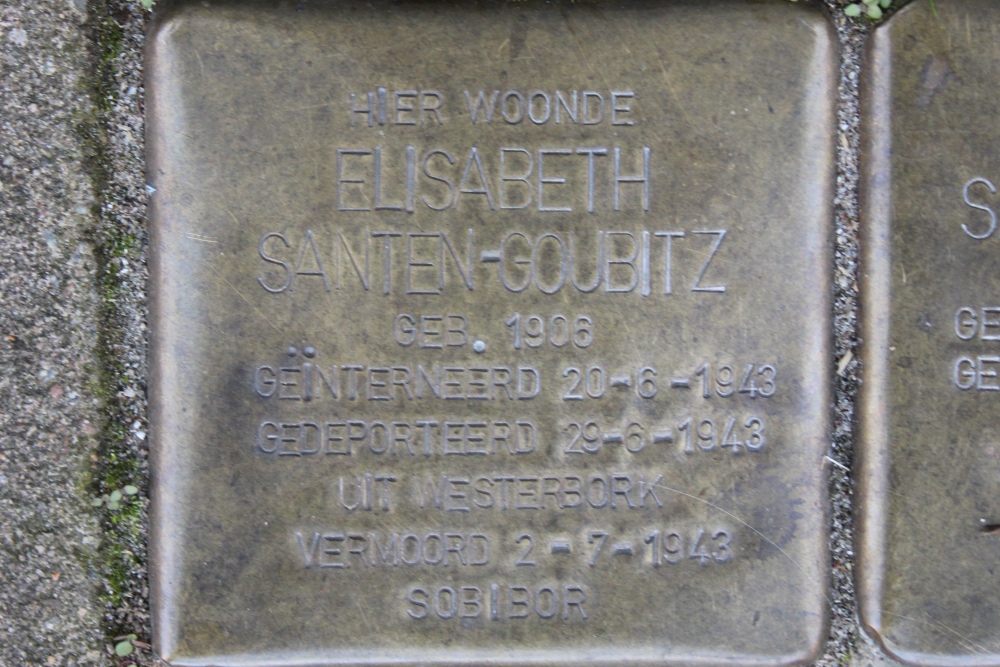 HIER WOONDE
ELISABETH
SANTEN-GOUBITZ
GEB. 1906
GEÏNTERNEERD 20-6-1943
GEDEPORTEERD 29-6-1943
UIT WESTERBORK
VERMOORD 2-7-1943
SOBIBOR